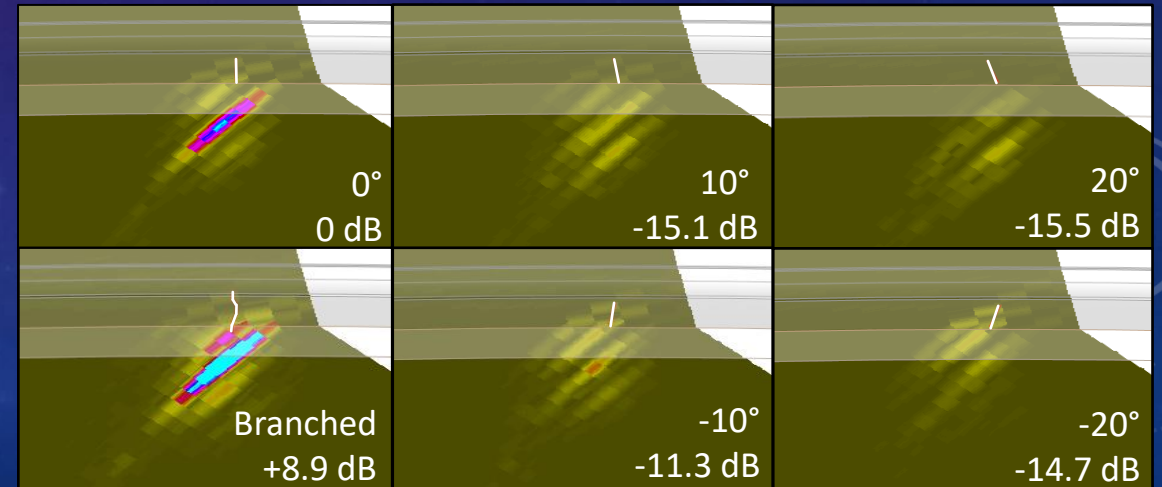 0°
0 dB
10°
-15.1 dB
20°
-15.5 dB
Branched
+8.9 dB
-10°
-11.3 dB
-20°
-14.7 dB